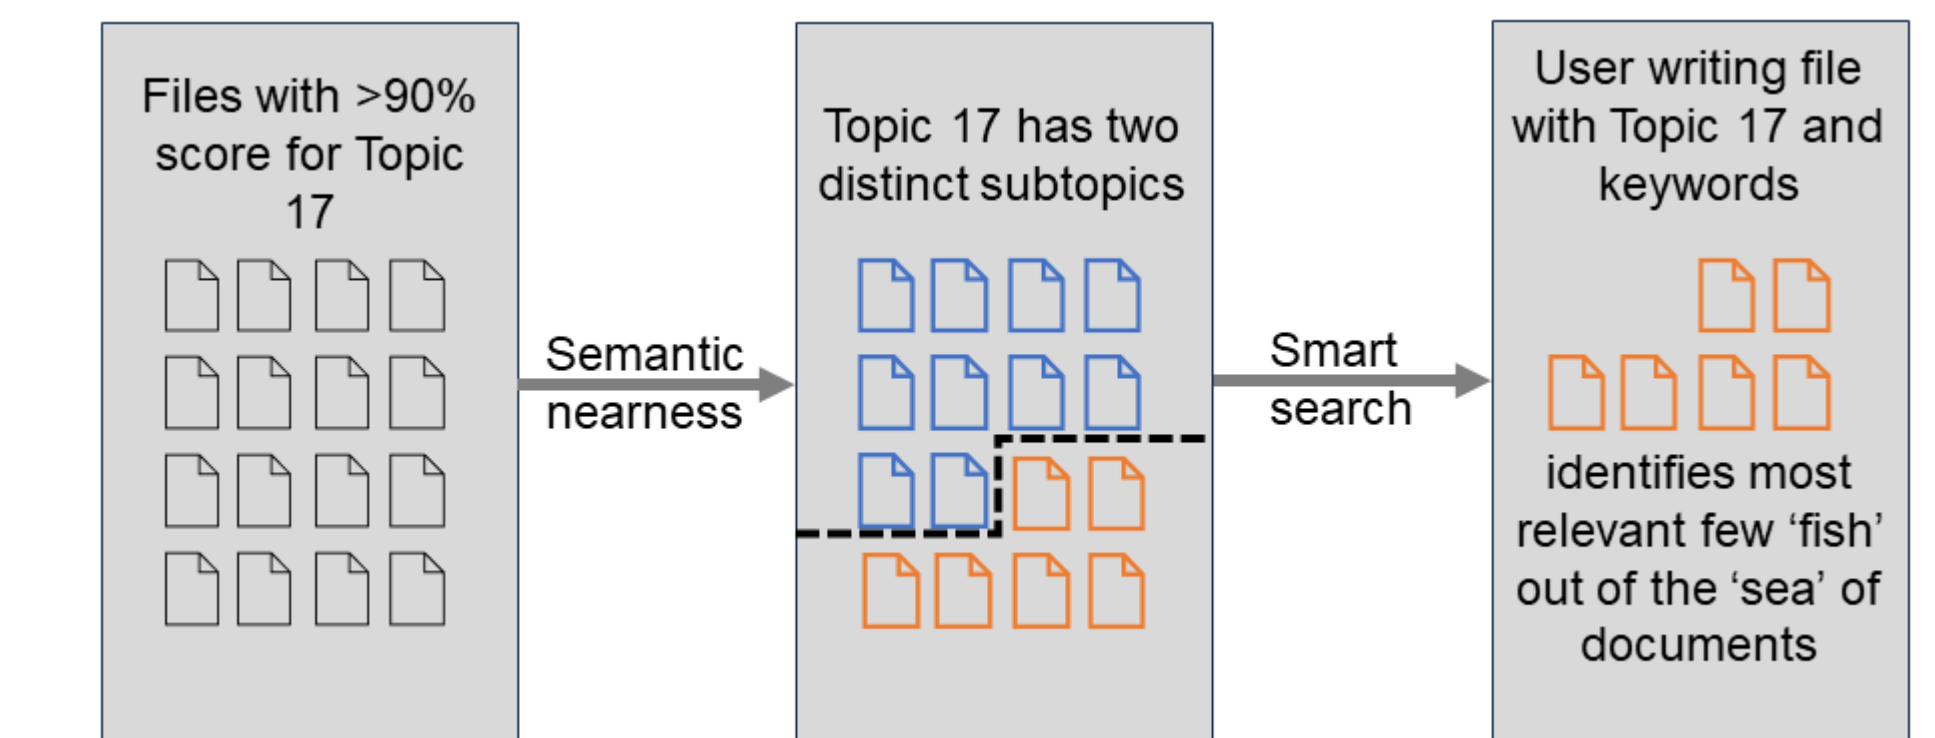 Files with >90%
score for Topic
17
Semantic
nearness
Topic 17 has two
distinct subtopics
Smart
search
User writing file
with Topic 17 and
keywords
identifies most
relevant few ‘fish’
out of the ‘sea’ of
documents